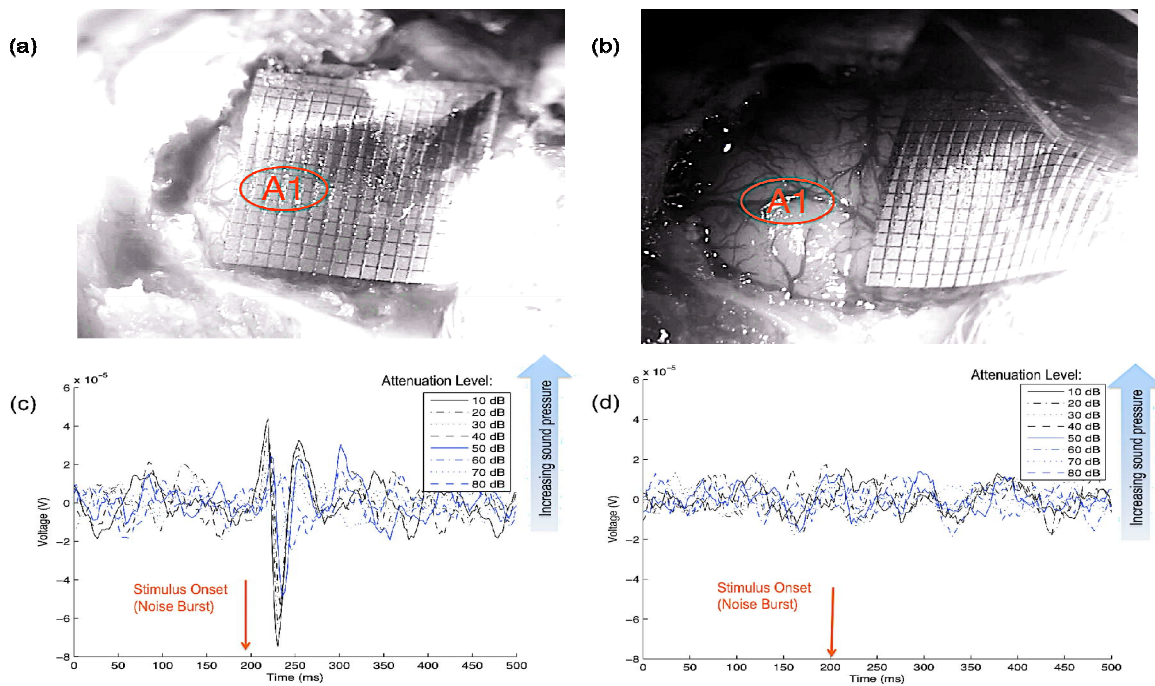 (a)
A1
(b)
A1
(c)
× 10⁻⁵
Attenuation Level:
10 dB
20 dB
30 dB
40 dB
50 dB
60 dB
70 dB
80 dB
Increasing sound pressure
Voltage (V)
6
4
2
0
−2
−4
−6
−8
Stimulus Onset
(Noise Burst)
0 50 100 150 200 250 300 350 400 450 500
Time (ms)
(d)
× 10⁻⁵
Attenuation Level:
10 dB
20 dB
30 dB
40 dB
50 dB
60 dB
70 dB
80 dB
Increasing sound pressure
Voltage (V)
6
4
2
0
−2
−4
−6
−8
Stimulus Onset
(Noise Burst)
0 50 100 150 200 250 300 350 400 450 500
Time (ms)